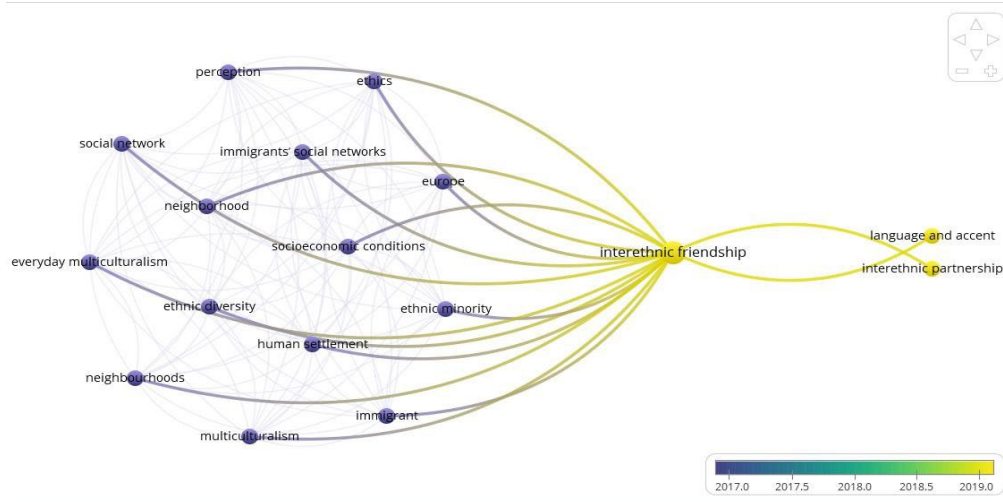 perception
ethics
social network
immigrants' social networks
europe
neighborhood
socioeconomic conditions
interethnic friendship
language and accent
everyday multiculturalism
interethnic partnership
ethnic diversity
ethnic minority
human settlement
neighbourhoods
immigrant
multiculturalism
2017.0 2017.5 2018.0 2018.5 2019.0